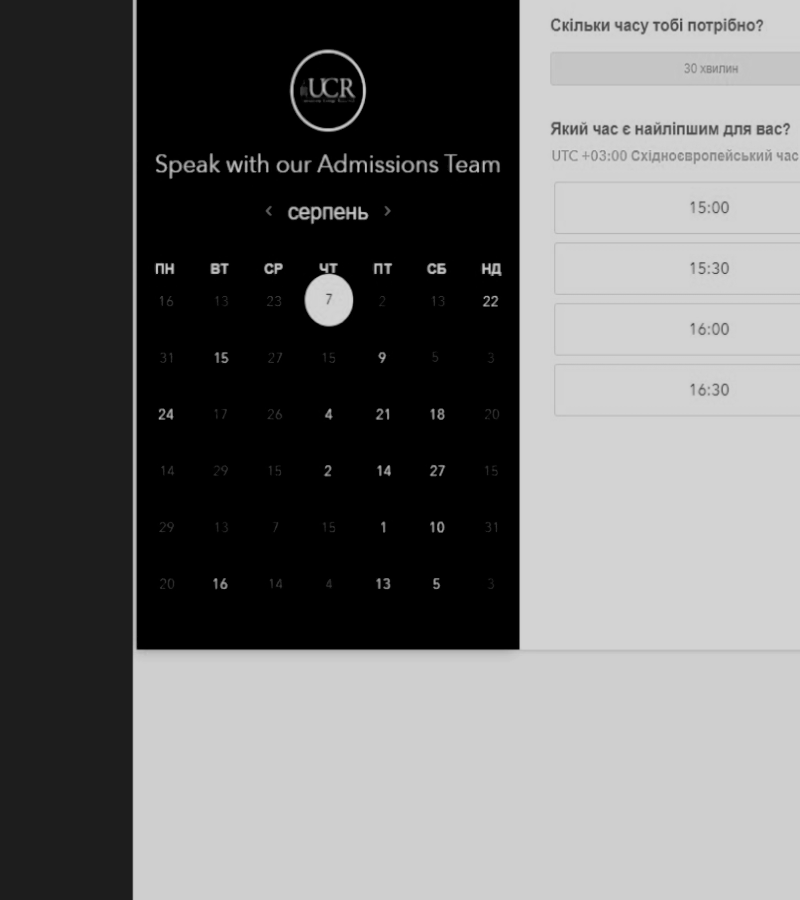 UCR
Speak with our Admissions Team
серпень
ПН ВТ СР ЧТ ПТ СБ НД
16 13 23 7 2 13 22
31 15 27 15 9 5 3
24 17 26 4 21 18 20
14 29 15 2 14 27 15
29 13 7 15 1 10 31
20 16 14 4 13 5 3
Скільки часу тобі потрібно?
30 хвилин
Який час є найліпшим для вас?
UTC +03:00 Східноєвропейський час
15:00
15:30
16:00
16:30